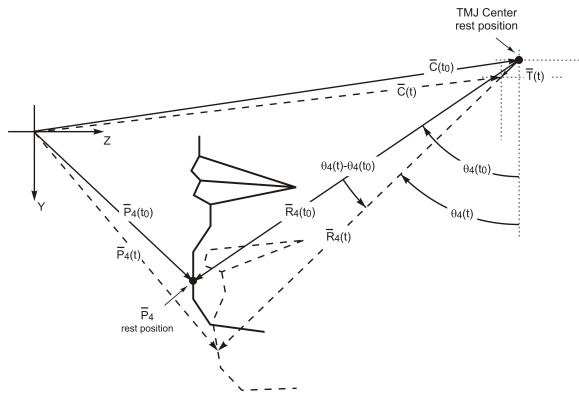 TMJ Center
rest position
C̅(t0)
T̅(t)
C̅(t)
Z
θ4(t)-θ4(t0)
θ4(t0)
Y
P̅4(t0)
R̅4(t0)
θ4(t)
P̅4(t)
R̅4(t)
P̅4
rest position